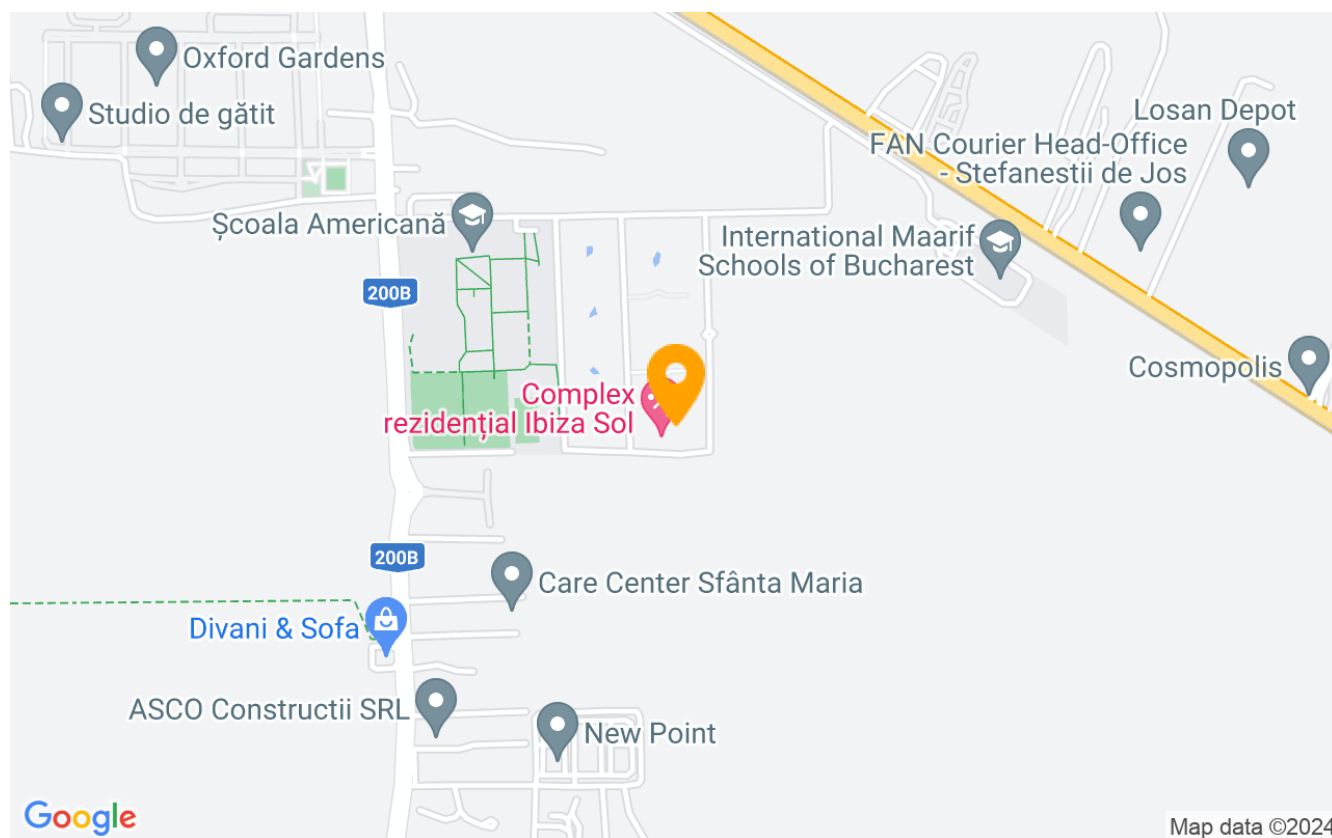 Oxford Gardens
Studio de gătit
Losan Depot
FAN Courier Head-Office
- Stefanestii de Jos
Școala Americană
International Maarif
Schools of Bucharest
200B
Cosmopolis
Complex
rezidențial Ibiza Sol
200B
Care Center Sfânta Maria
Divani & Sofa
ASCO Constructii SRL
New Point
Google
Map data ©2024